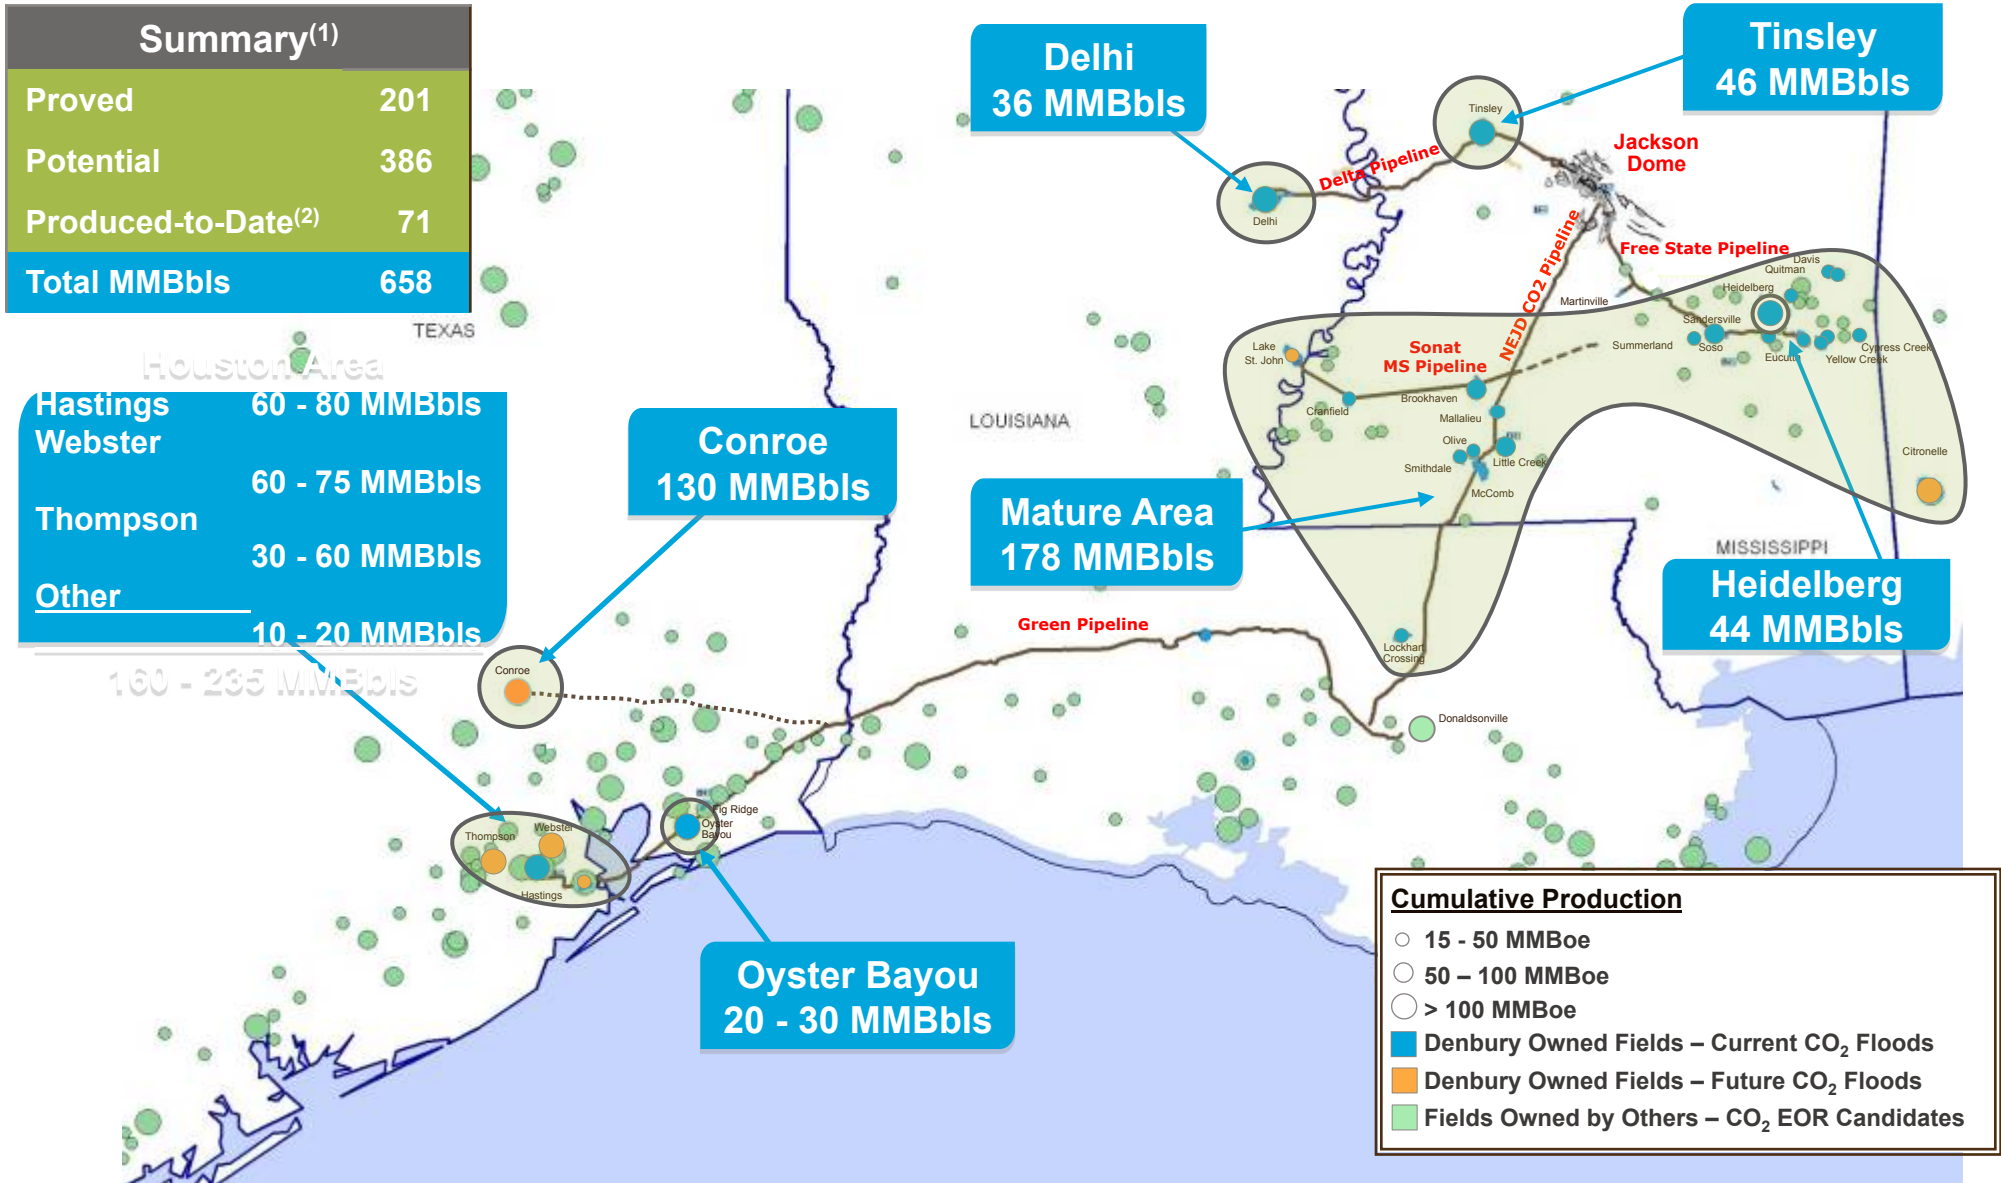 Summary(1)
Proved 201
Potential 386
Produced-to-Date(2) 71
Total MMBbls 658
TEXAS
Houston Area
Hastings 60 - 80 MMBbls
Webster
60 - 75 MMBbls
Thompson
30 - 60 MMBbls
Other
10 - 20 MMBbls
160 - 235 MMBbls
Conroe
130 MMBbls
Conroe
Delhi
36 MMBbls
Delhi
Tinsley
46 MMBbls
Tinsley
Delta Pipeline
Jackson
Dome
NEJD CO2 Pipeline
Free State Pipeline
Martinville
Davis
Quitman
Heidelberg
Sandersville
Summerland
Soso
Eucutta
Yellow Creek
Cypress Creek
Citronelle
Lake
St. John
Sonat
MS Pipeline
Cranfield
Brookhaven
Mallalieu
Olive
Smithdale
Little Creek
McComb
LOUISIANA
Mature Area
178 MMBbls
MISSISSIPPI
Heidelberg
44 MMBbls
Green Pipeline
Lockhart
Crossing
Donaldsonville
Fig Ridge
Oyster
Bayou
Thompson
Webster
Hastings
Oyster Bayou
20 - 30 MMBbls
Cumulative Production
15 - 50 MMBoe
50 – 100 MMBoe
> 100 MMBoe
Denbury Owned Fields – Current CO2 Floods
Denbury Owned Fields – Future CO2 Floods
Fields Owned by Others – CO2 EOR Candidates